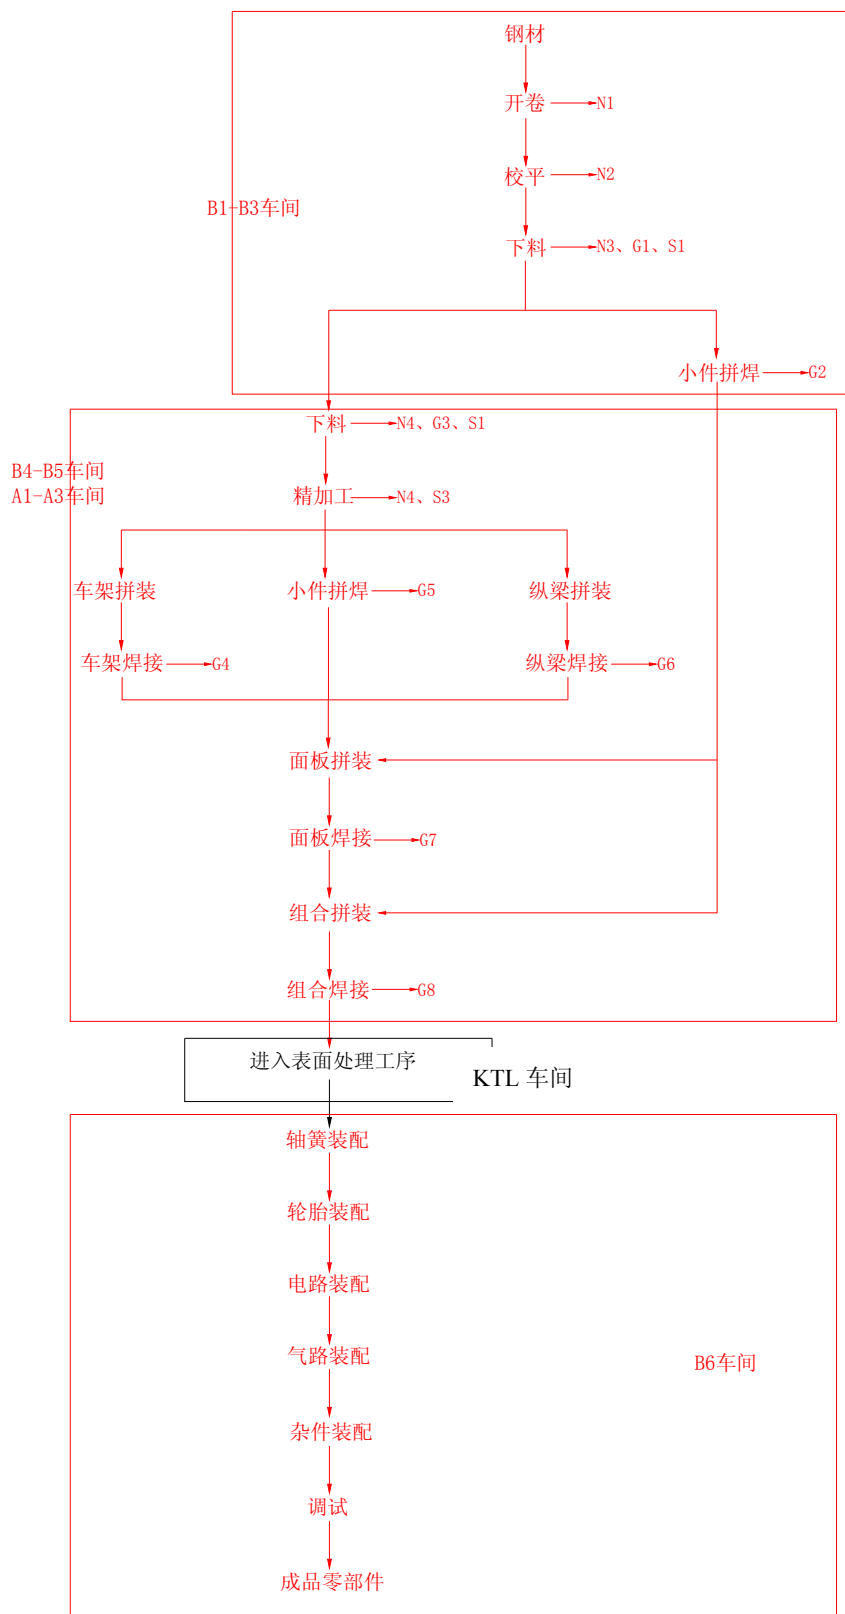 钢材
开卷 N1
校平 N2
B1-B3车间
下料 N3、G1、S1
小件拼焊 G2
下料 N4、G3、S1
B4-B5车间
A1-A3车间
精加工 N4、S3
车架拼装 小件拼焊 G5 纵梁拼装
车架焊接 G4 纵梁焊接 G6
面板拼装
面板焊接 G7
组合拼装
组合焊接 G8
进入表面处理工序
KTL 车间
轴簧装配
轮胎装配
电路装配
气路装配
B6车间
杂件装配
调试
成品零部件